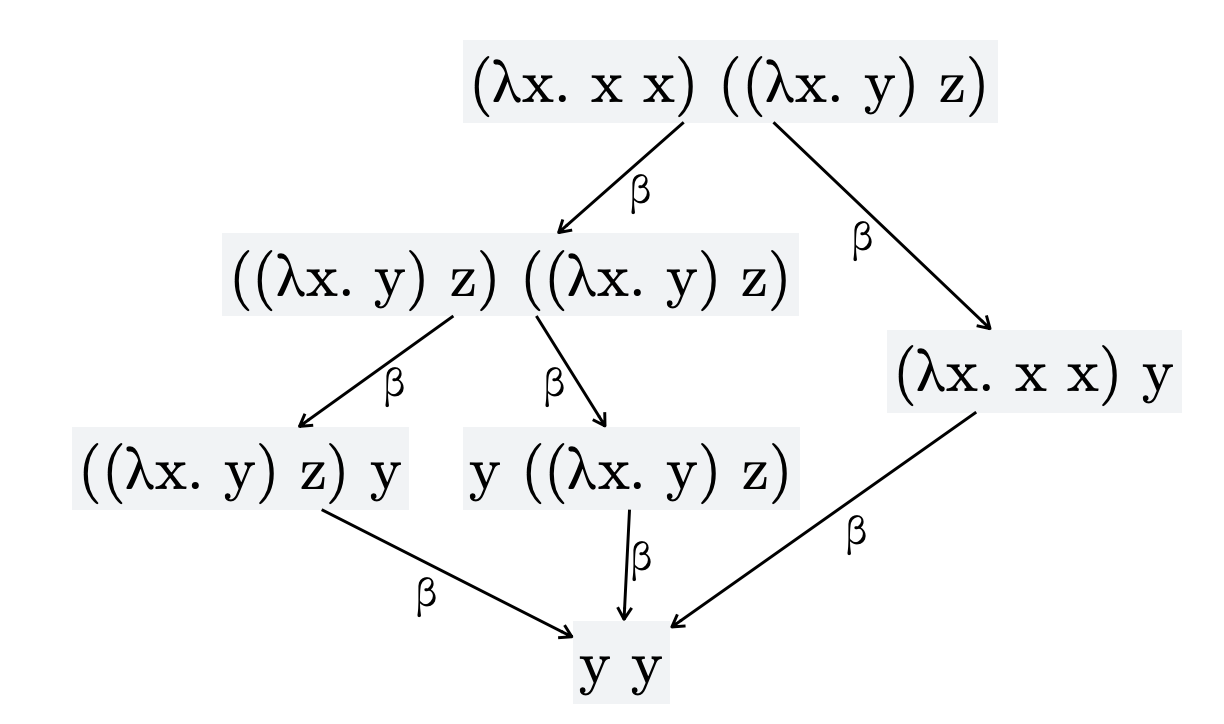 (λx. x x) ((λx. y) z)
β
β
((λx. y) z) ((λx. y) z)
(λx. x x) y
β
β
((λx. y) z) y
y ((λx. y) z)
β
β
β
y y